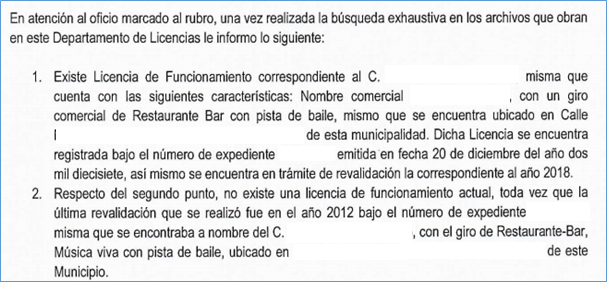 En atención al oficio marcado al rubro, una vez realizada la búsqueda exhaustiva en los archivos que obran
en este Departamento de Licencias le informo lo siguiente:
1. Existe Licencia de Funcionamiento correspondiente al C. misma que
cuenta con las siguientes características: Nombre comercial , con un giro
comercial de Restaurante Bar con pista de baile, mismo que se encuentra ubicado en Calle
de esta municipalidad. Dicha Licencia se encuentra
registrada bajo el número de expediente emitida en fecha 20 de diciembre del año dos
mil diecisiete, así mismo se encuentra en trámite de revalidación la correspondiente al año 2018.
2. Respecto del segundo punto, no existe una licencia de funcionamiento actual, toda vez que la
última revalidación que se realizó fue en el año 2012 bajo el número de expediente
misma que se encontraba a nombre del C. , con el giro de Restaurante-Bar,
Música viva con pista de baile, ubicado en de este
Municipio.